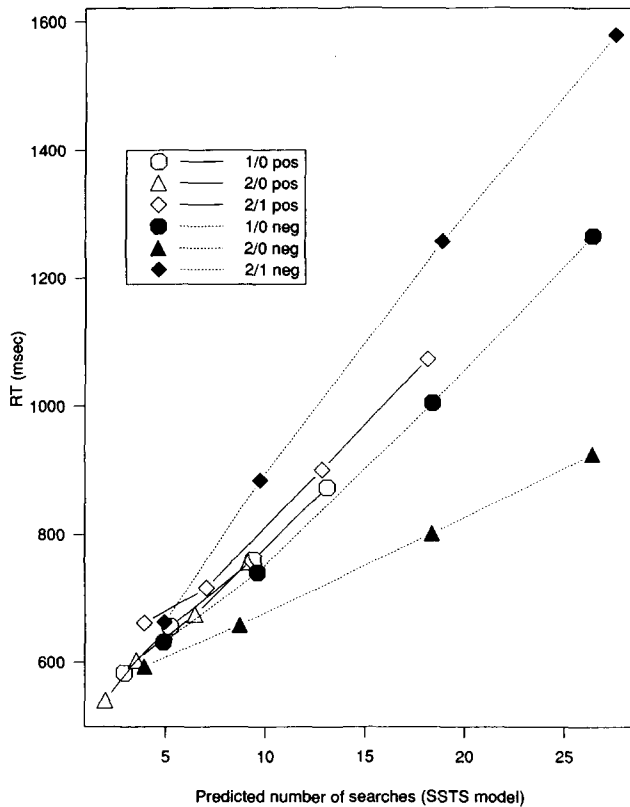 1600
1400
1200
1000
800
600
RT (msec)
1/0 pos
2/0 pos
2/1 pos
1/0 neg
2/0 neg
2/1 neg
5 10 15 20 25
Predicted number of searches (SSTS model)